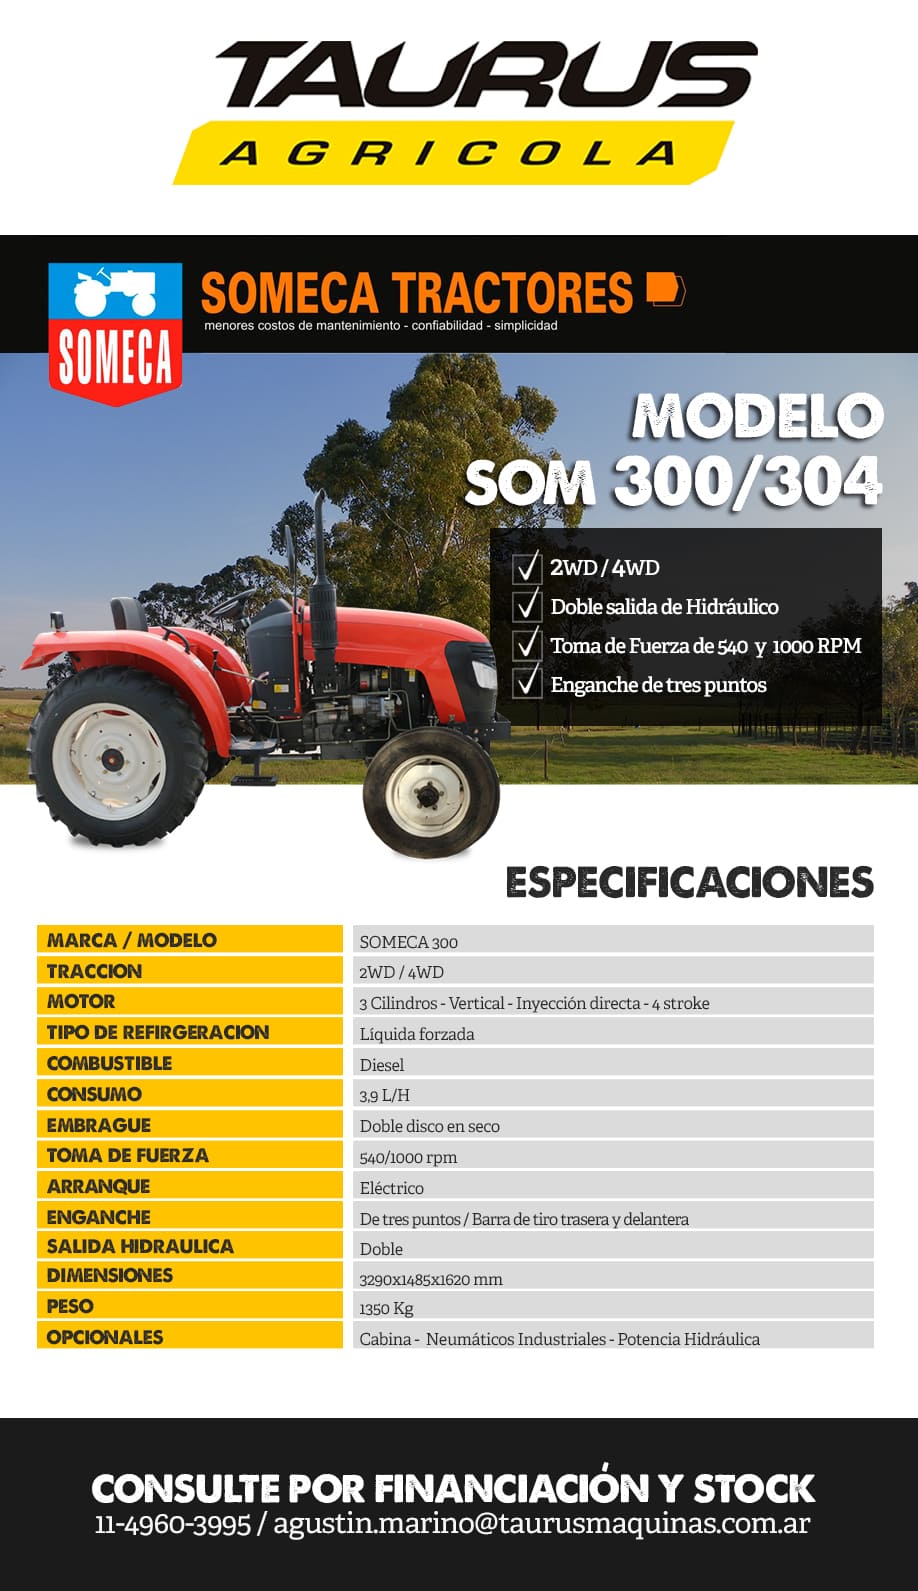 TAURUS
AGRICOLA
SOMECA
SOMECA TRACTORES
menores costos de mantenimiento - confiabilidad - simplicidad
MODELO
SOM 300/304
2WD / 4WD
Doble salida de Hidráulico
Toma de Fuerza de 540 y 1000 RPM
Enganche de tres puntos
ESPECIFICACIONES
MARCA / MODELO SOMECA 300
TRACCION 2WD / 4WD
MOTOR 3 Cilindros - Vertical - Inyección directa - 4 stroke
TIPO DE REFIRGERACION Líquida forzada
COMBUSTIBLE Diesel
CONSUMO 3,9 L/H
EMBRAGUE Doble disco en seco
TOMA DE FUERZA 540/1000 rpm
ARRANQUE Eléctrico
ENGANCHE De tres puntos / Barra de tiro trasera y delantera
SALIDA HIDRAULICA Doble
DIMENSIONES 3290x1485x1620 mm
PESO 1350 Kg
OPCIONALES Cabina - Neumáticos Industriales - Potencia Hidráulica
CONSULTE POR FINANCIACIÓN Y STOCK
11-4960-3995 / agustin.marino@taurusmaquinas.com.ar